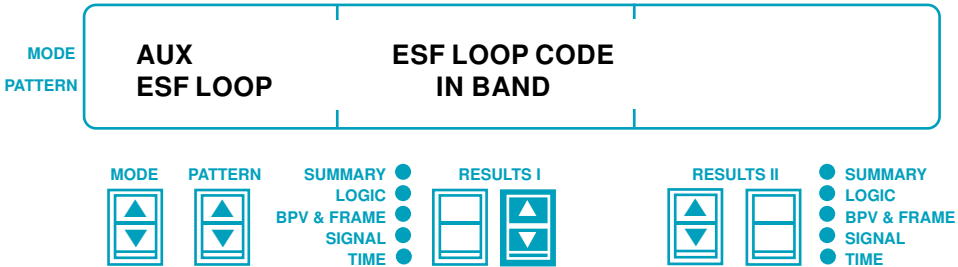 MODE AUX ESF LOOP CODE
PATTERN ESF LOOP IN BAND
MODE PATTERN SUMMARY RESULTS I RESULTS II SUMMARY
LOGIC LOGIC
BPV & FRAME BPV & FRAME
SIGNAL SIGNAL
TIME TIME